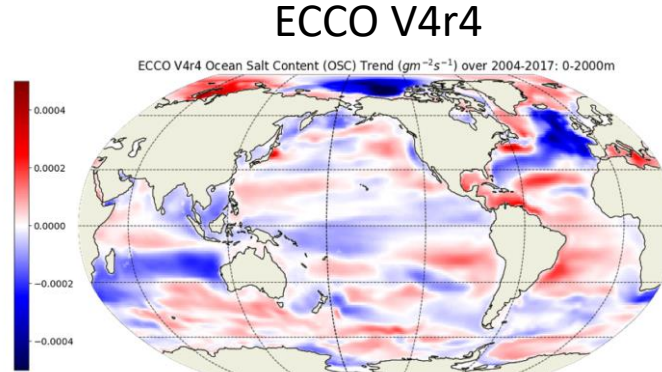 ECCO V4r4
ECCO V4r4 Ocean Salt Content (OSC) Trend (gm⁻²s⁻¹) over 2004-2017: 0-2000m
0.0004
0.0002
0.0000
−0.0002
−0.0004